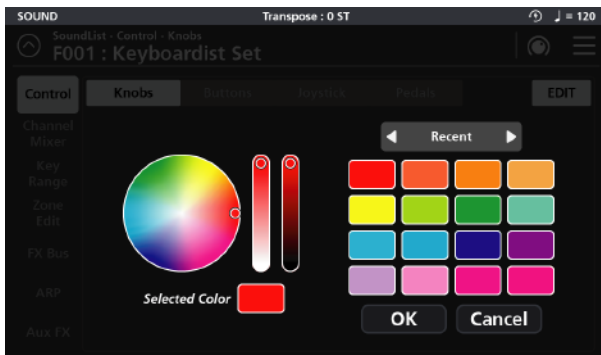 SOUND
Transpose : 0 ST
♩ = 120
SoundList - Control - Knobs
F001 : Keyboardist Set
Control
Knobs
Buttons
Joystick
Pedals
EDIT
Channel
Mixer
Key
Range
Zone
Edit
FX Bus
ARP
Aux FX
Recent
Selected Color
OK
Cancel